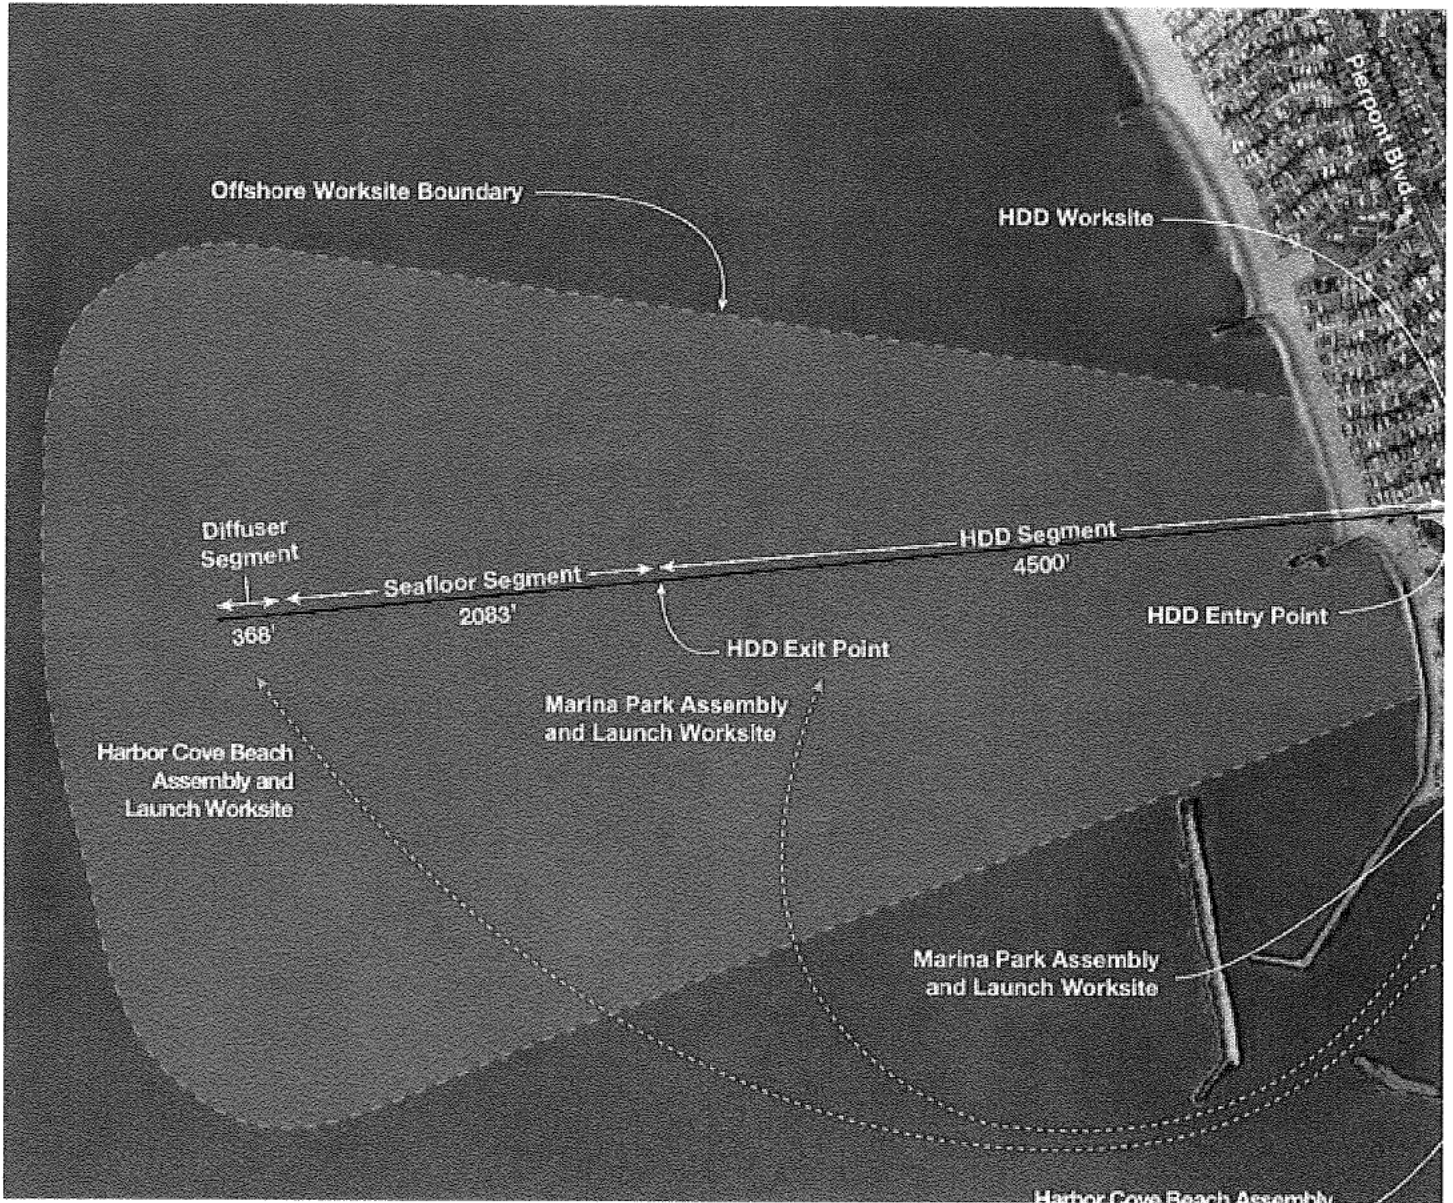 Pierpont Blvd.
Offshore Worksite Boundary
HDD Worksite
Diffuser
Segment
Seafloor Segment
HDD Segment
368'
2083'
4500'
HDD Exit Point
HDD Entry Point
Marina Park Assembly
and Launch Worksite
Harbor Cove Beach
Assembly and
Launch Worksite
Marina Park Assembly
and Launch Worksite
Harbor Cove Beach Assembly